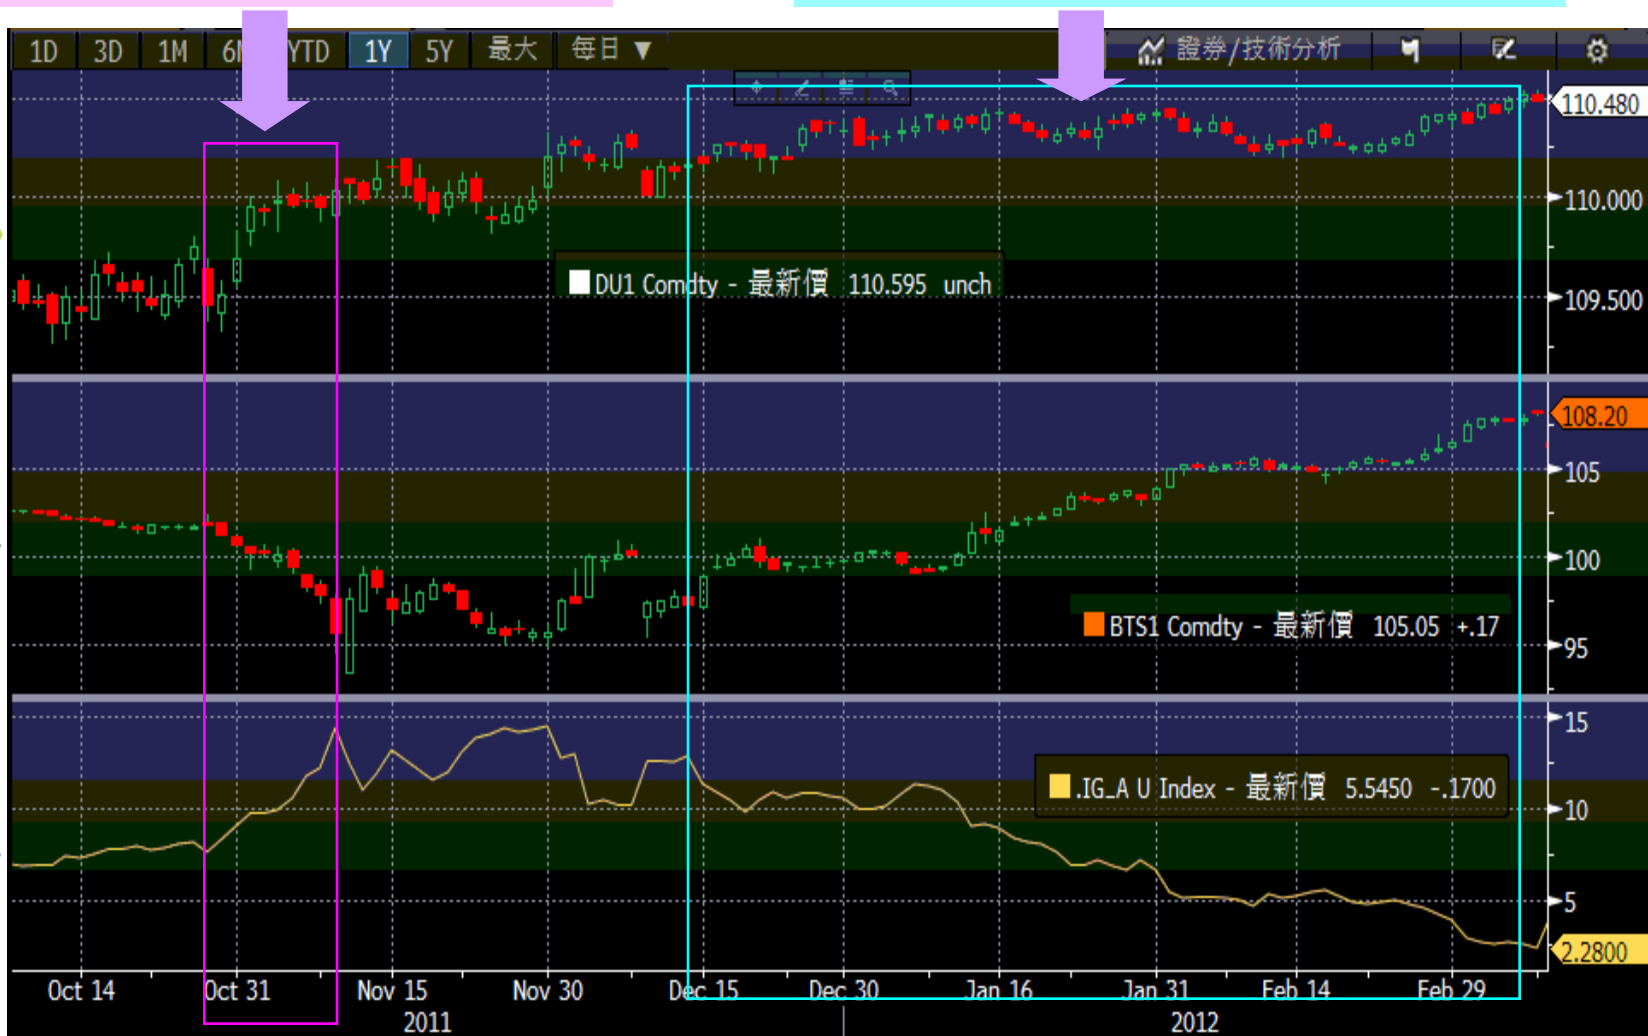 1D 3D 1M 6M YTD 1Y 5Y 最大 每日 ▼ 證券/技術分析
110.480
110.000
DU1 Comdty - 最新價 110.595 unch
109.500
108.20
105
100
BTS1 Comdty - 最新價 105.05 +.17
95
15
.IG_A U Index - 最新價 5.5450 -.1700
10
5
2.2800
Oct 14 Oct 31 Nov 15 Nov 30 Dec 15 Dec 30 Jan 16 Jan 31 Feb 14 Feb 29
2011 2012